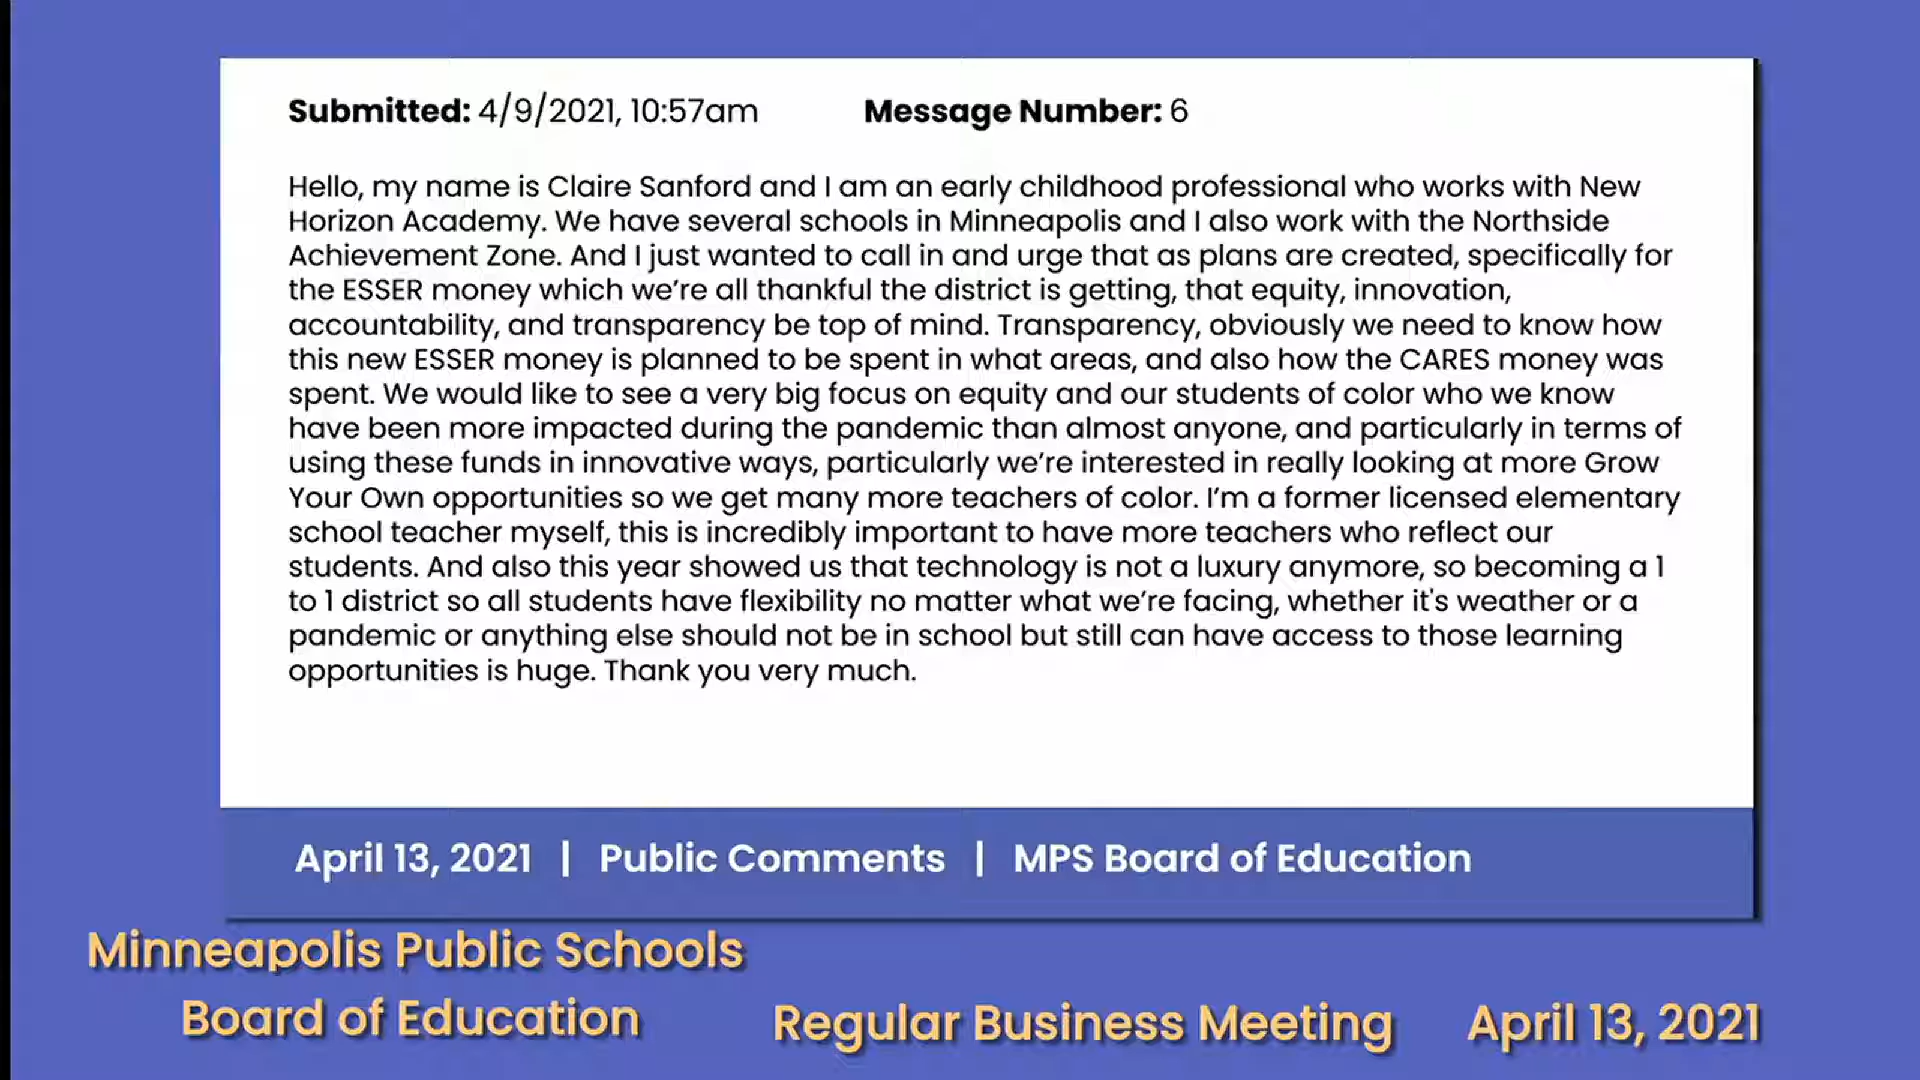 Submitted: 4/9/2021, 10:57am Message Number: 6
Hello, my name is Claire Sanford and I am an early childhood professional who works with New
Horizon Academy. We have several schools in Minneapolis and I also work with the Northside
Achievement Zone. And I just wanted to call in and urge that as plans are created, specifically for
the ESSER money which we’re all thankful the district is getting, that equity, innovation,
accountability, and transparency be top of mind. Transparency, obviously we need to know how
this new ESSER money is planned to be spent in what areas, and also how the CARES money was
spent. We would like to see a very big focus on equity and our students of color who we know
have been more impacted during the pandemic than almost anyone, and particularly in terms of
using these funds in innovative ways, particularly we’re interested in really looking at more Grow
Your Own opportunities so we get many more teachers of color. I’m a former licensed elementary
school teacher myself, this is incredibly important to have more teachers who reflect our
students. And also this year showed us that technology is not a luxury anymore, so becoming a 1
to 1 district so all students have flexibility no matter what we’re facing, whether it's weather or a
pandemic or anything else should not be in school but still can have access to those learning
opportunities is huge. Thank you very much.
April 13, 2021 | Public Comments | MPS Board of Education
Minneapolis Public Schools
Board of Education
Regular Business Meeting April 13, 2021